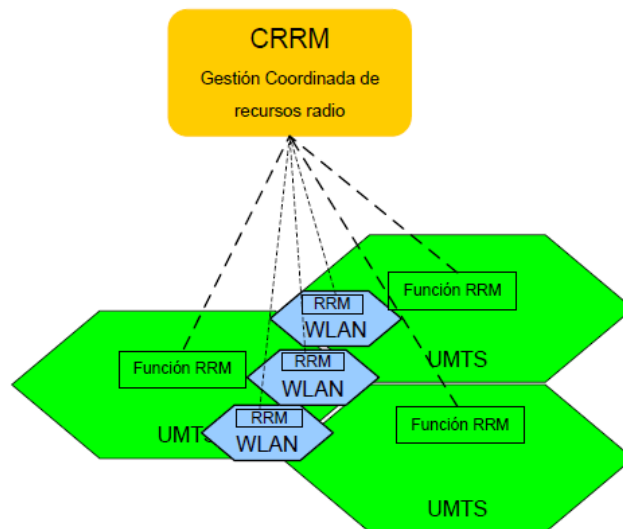 CRRM
Gestión Coordinada de
recursos radio
Función RRM
RRM
WLAN
UMTS
Función RRM
RRM
WLAN
RRM
WLAN
UMTS
Función RRM
UMTS